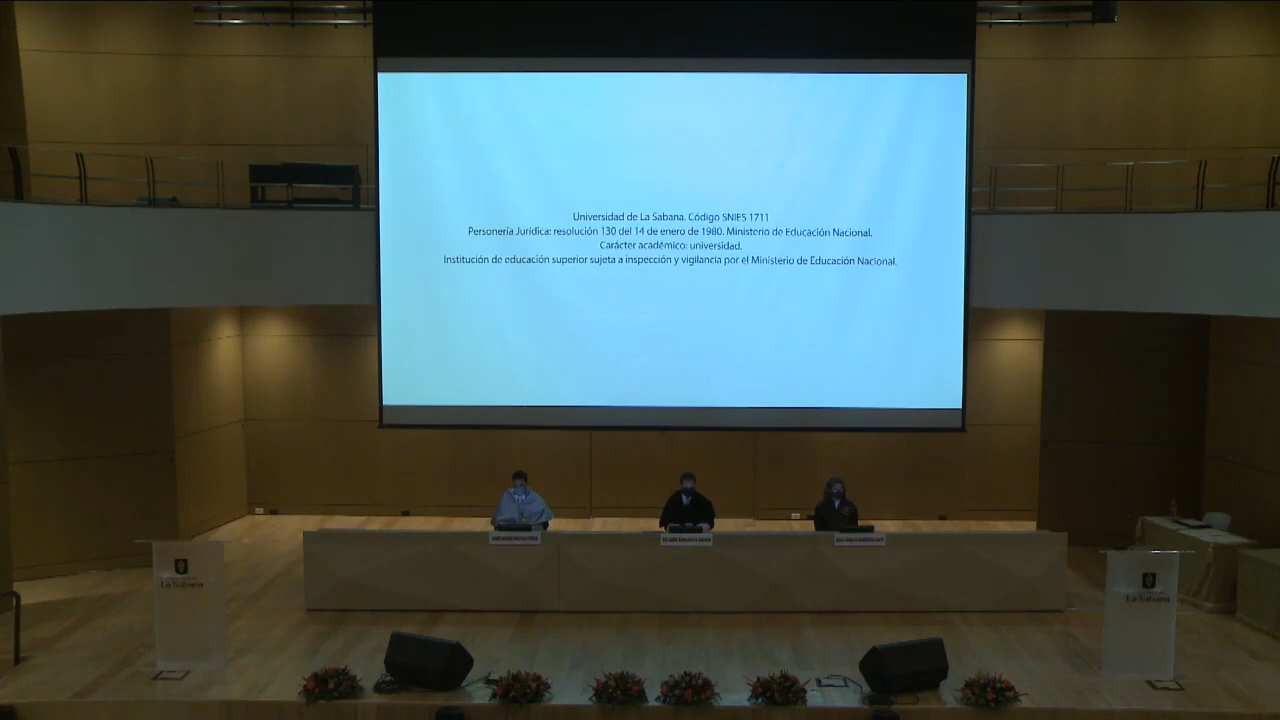 Universidad de La Sabana. Código SNIES 1711
Personería Jurídica: resolución 130 del 14 de enero de 1980. Ministerio de Educación Nacional.
Carácter académico: universidad.
Institución de educación superior sujeta a inspección y vigilancia por el Ministerio de Educación Nacional.
La Sabana
La Sabana